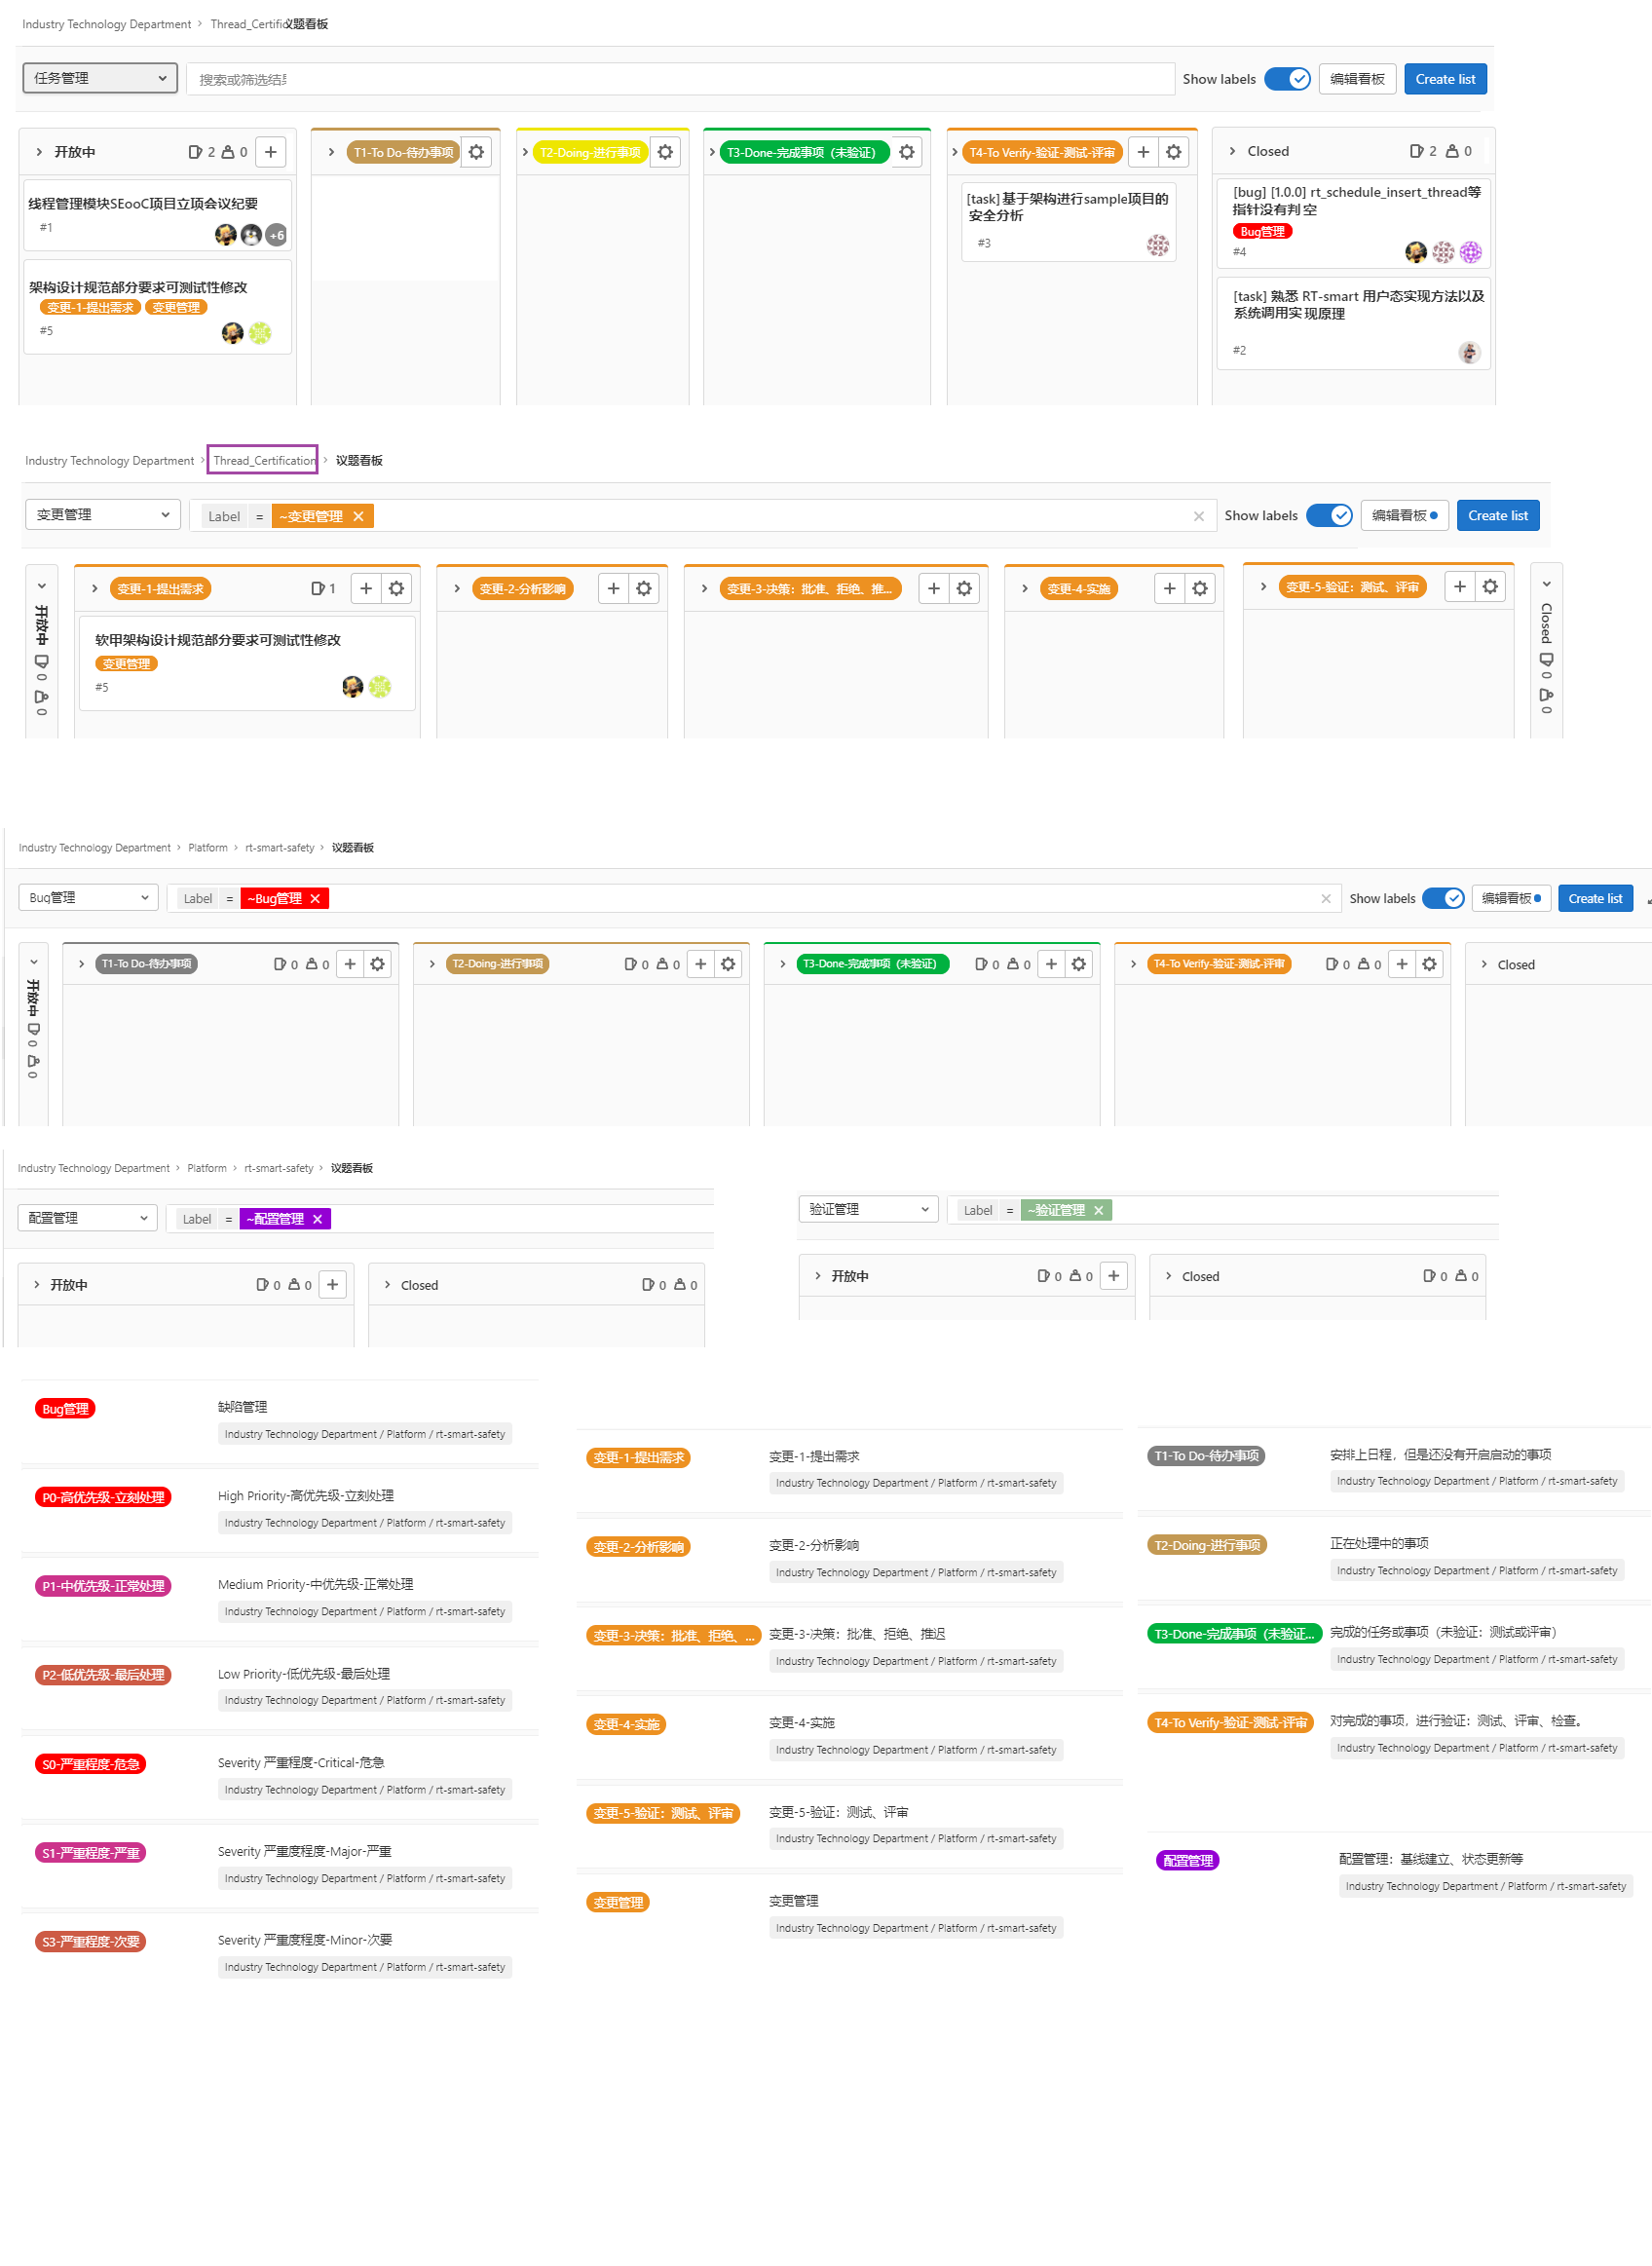 Industry Technology Department › Thread_Certific 议题看板
任务管理
搜索或筛选结果
Show labels
编辑看板
Create list
开放中 2 0
T1-To Do-待办事项
T2-Doing-进行事项
T3-Done-完成事项（未验证）
T4-To Verify-验证-测试-评审
Closed 2 0
线程管理模块SEooC项目立项会议纪要
#1
+6
架构设计规范部分要求可测试性修改
变更-1-提出需求 变更管理
#5
[task] 基于架构进行sample项目的
安全分析
#3
[bug] [1.0.0] rt_schedule_insert_thread等
指针没有判 空
Bug管理
#4
[task] 熟悉 RT-smart 用户态实现方法以及
系统调用实 现原理
#2
Industry Technology Department › Thread_Certification › 议题看板
变更管理
Label = ~变更管理
Show labels
编辑看板
Create list
开放中 0 0
变更-1-提出需求 1
变更-2-分析影响
变更-3-决策：批准、拒绝、推...
变更-4-实施
变更-5-验证：测试、评审
Closed 0 0
软甲架构设计规范部分要求可测试性修改
变更管理
#5
Industry Technology Department › Platform › rt-smart-safety › 议题看板
Bug管理
Label = ~Bug管理
Show labels
编辑看板
Create list
开放中 0 0
T1-To Do-待办事项 0 0
T2-Doing-进行事项 0 0
T3-Done-完成事项（未验证） 0 0
T4-To Verify-验证-测试-评审 0 0
Closed
Industry Technology Department › Platform › rt-smart-safety › 议题看板
配置管理
Label = ~配置管理
开放中 0 0
Closed 0 0
验证管理
Label = ~验证管理
开放中 0 0
Closed 0 0
Bug管理 缺陷管理
Industry Technology Department / Platform / rt-smart-safety
P0-高优先级-立刻处理 High Priority-高优先级-立刻处理
Industry Technology Department / Platform / rt-smart-safety
P1-中优先级-正常处理 Medium Priority-中优先级-正常处理
Industry Technology Department / Platform / rt-smart-safety
P2-低优先级-最后处理 Low Priority-低优先级-最后处理
Industry Technology Department / Platform / rt-smart-safety
S0-严重程度-危急 Severity 严重程度-Critical-危急
Industry Technology Department / Platform / rt-smart-safety
S1-严重程度-严重 Severity 严重度程度-Major-严重
Industry Technology Department / Platform / rt-smart-safety
S3-严重程度-次要 Severity 严重度程度-Minor-次要
Industry Technology Department / Platform / rt-smart-safety
变更-1-提出需求 变更-1-提出需求
Industry Technology Department / Platform / rt-smart-safety
变更-2-分析影响 变更-2-分析影响
Industry Technology Department / Platform / rt-smart-safety
变更-3-决策：批准、拒绝、... 变更-3-决策：批准、拒绝、推迟
Industry Technology Department / Platform / rt-smart-safety
变更-4-实施 变更-4-实施
Industry Technology Department / Platform / rt-smart-safety
变更-5-验证：测试、评审 变更-5-验证：测试、评审
Industry Technology Department / Platform / rt-smart-safety
变更管理 变更管理
Industry Technology Department / Platform / rt-smart-safety
T1-To Do-待办事项 安排上日程，但是还没有开启启动的事项
Industry Technology Department / Platform / rt-smart-safety
T2-Doing-进行事项 正在处理中的事项
Industry Technology Department / Platform / rt-smart-safety
T3-Done-完成事项（未验证... 完成的任务或事项（未验证：测试或评审）
Industry Technology Department / Platform / rt-smart-safety
T4-To Verify-验证-测试-评审 对完成的事项，进行验证：测试、评审、检查。
Industry Technology Department / Platform / rt-smart-safety
配置管理 配置管理：基线建立、状态更新等
Industry Technology Department / Platform / rt-smart-safety